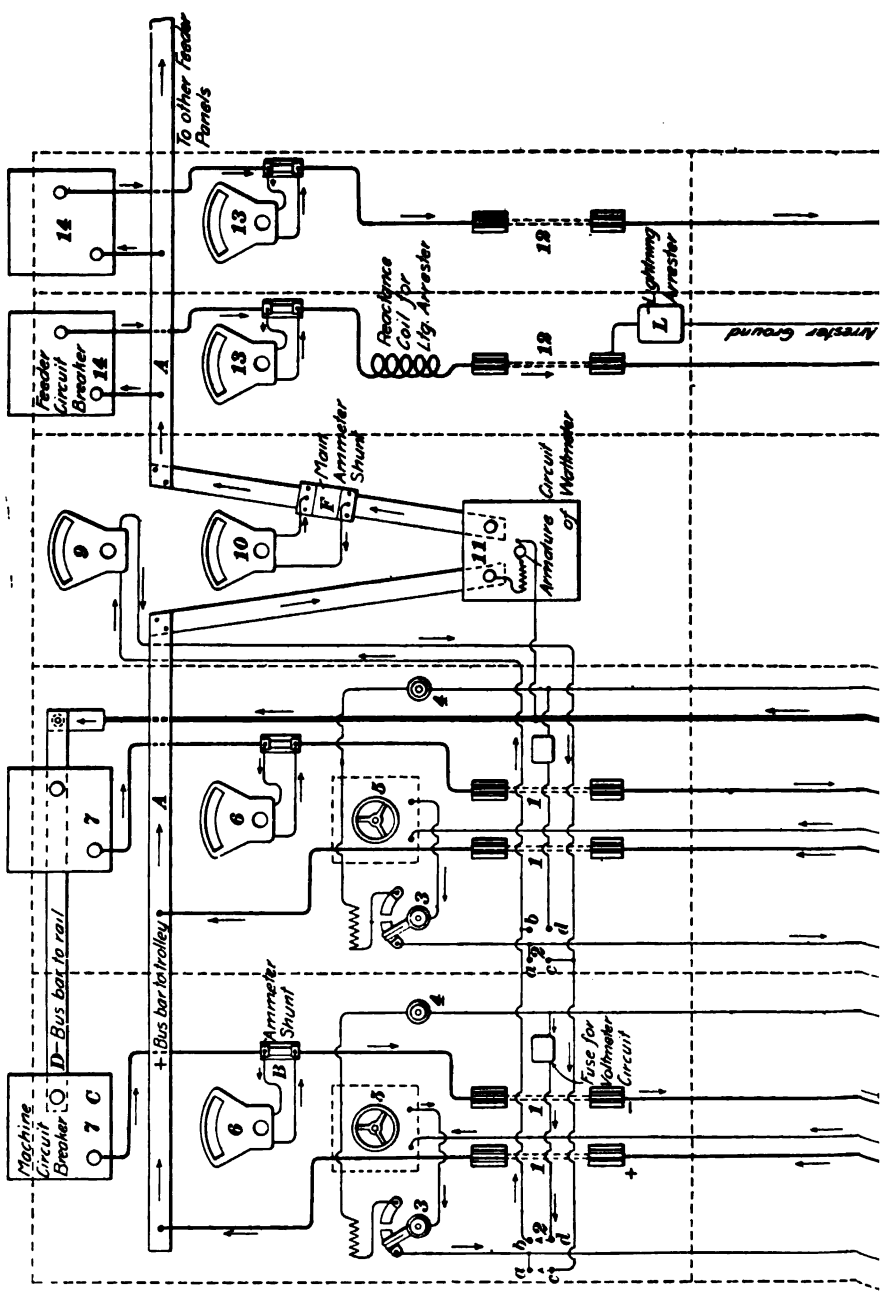 To other Feeder
Panels
14
13
12
Feeder
Circuit
Breaker
14
A
13
Reactance
Coil for
Ltg. Arrester
12
Lightning
Arrester
L
Arrester Ground
9
10
Main
Ammeter
Shunt
F
11
Armature Circuit
of Wattmeter
7
A
6
5
4
3
1
1
a
b
2
c
d
D-Bus bar to rail
+Bus bar to trolley
Machine
Circuit
Breaker
7
C
Ammeter
Shunt
B
6
5
4
3
1
1
Fuse for
Voltmeter
Circuit
a
b
2
c
d
+
-